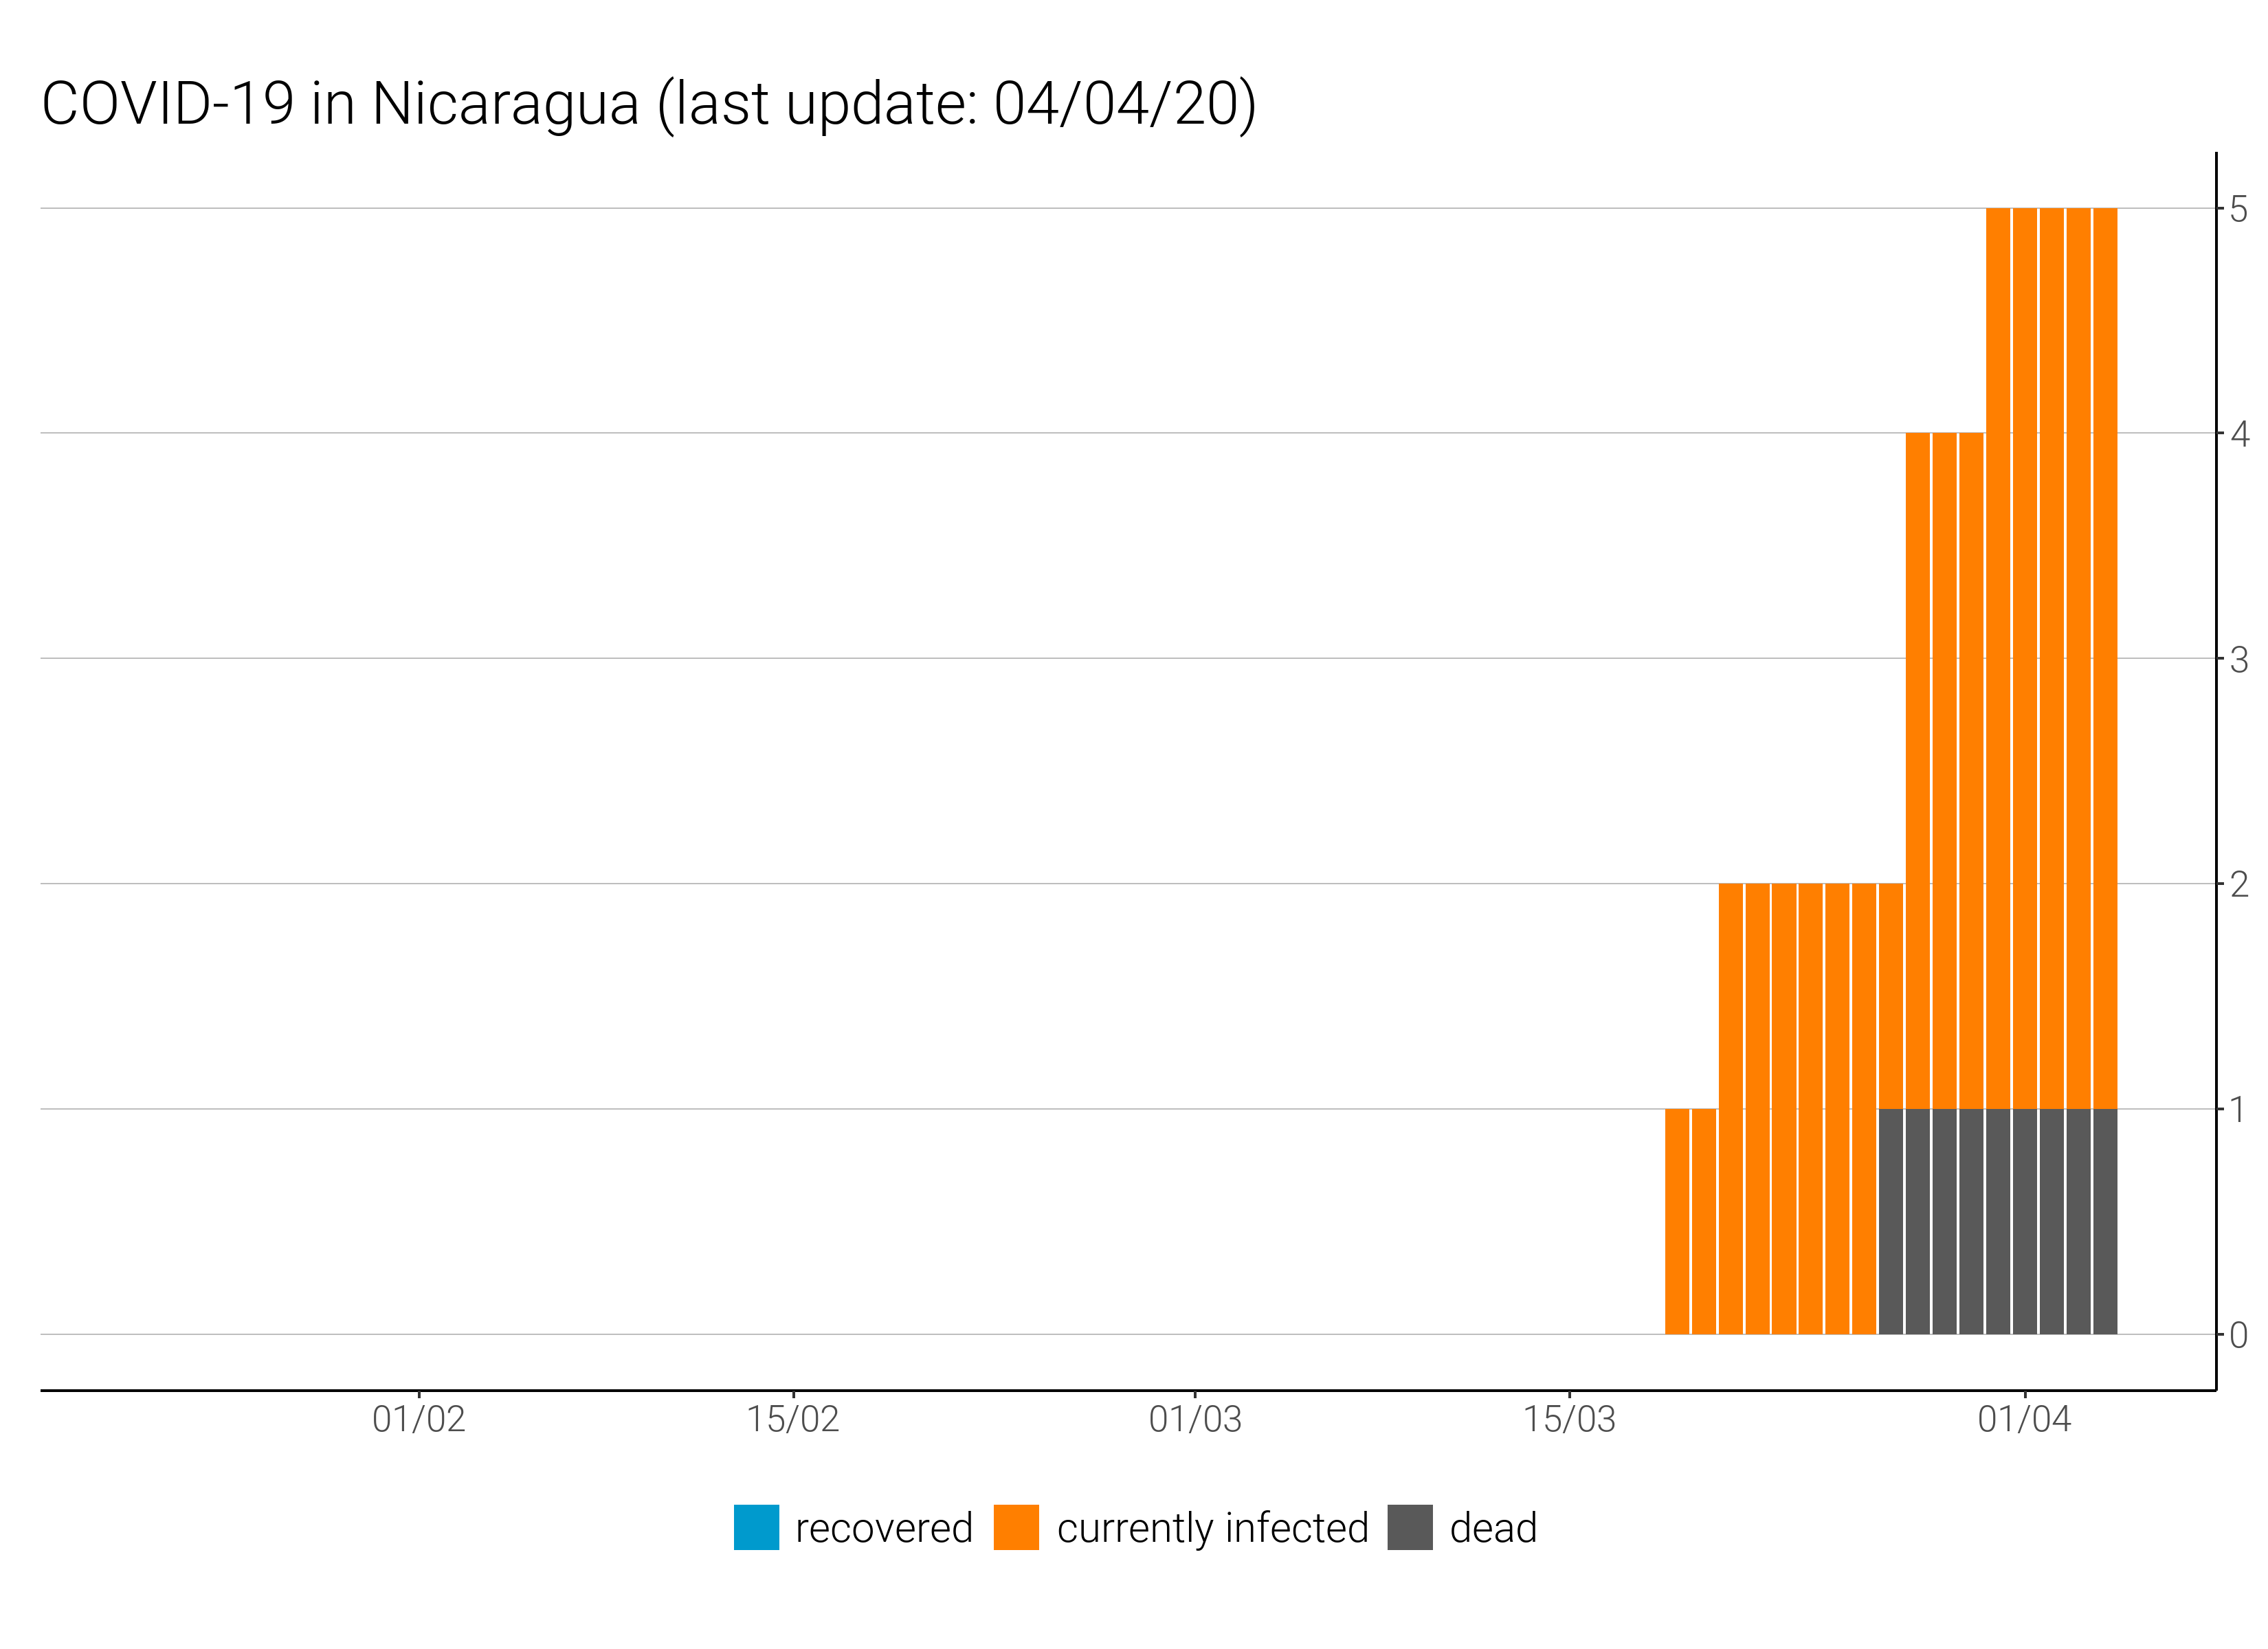 COVID-19 in Nicaragua (last update: 04/04/20)
5
4
3
2
1
0
01/02 15/02 01/03 15/03 01/04
recovered currently infected dead